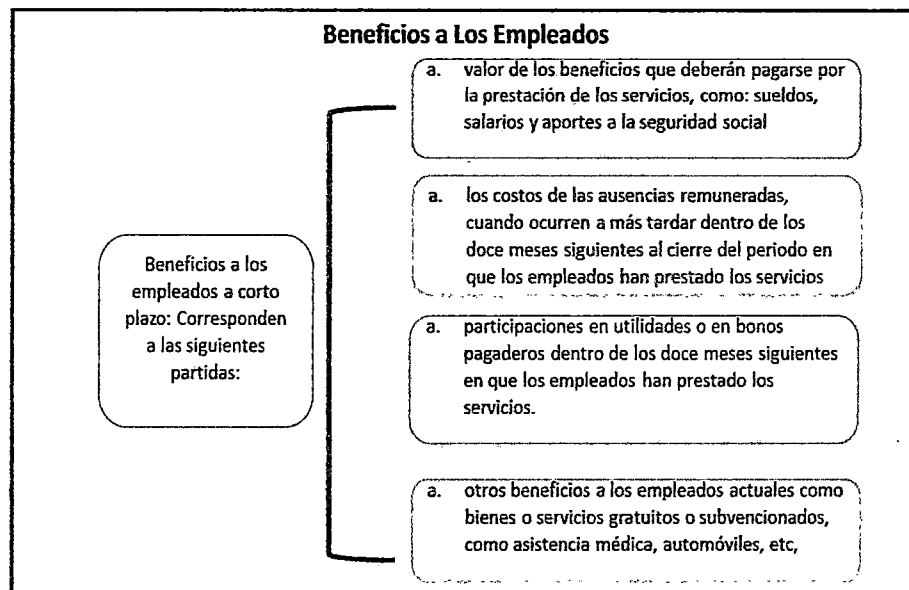 Beneficios a Los Empleados
a. valor de los beneficios que deberán pagarse por
la prestación de los servicios, como: sueldos,
salarios y aportes a la seguridad social
a. los costos de las ausencias remuneradas,
cuando ocurren a más tardar dentro de los
doce meses siguientes al cierre del periodo en
que los empleados han prestado los servicios
Beneficios a los
empleados a corto
plazo: Corresponden
a las siguientes
partidas:
a. participaciones en utilidades o en bonos
pagaderos dentro de los doce meses siguientes
en que los empleados han prestado los
servicios.
a. otros beneficios a los empleados actuales como
bienes o servicios gratuitos o subvencionados,
como asistencia médica, automóviles, etc,